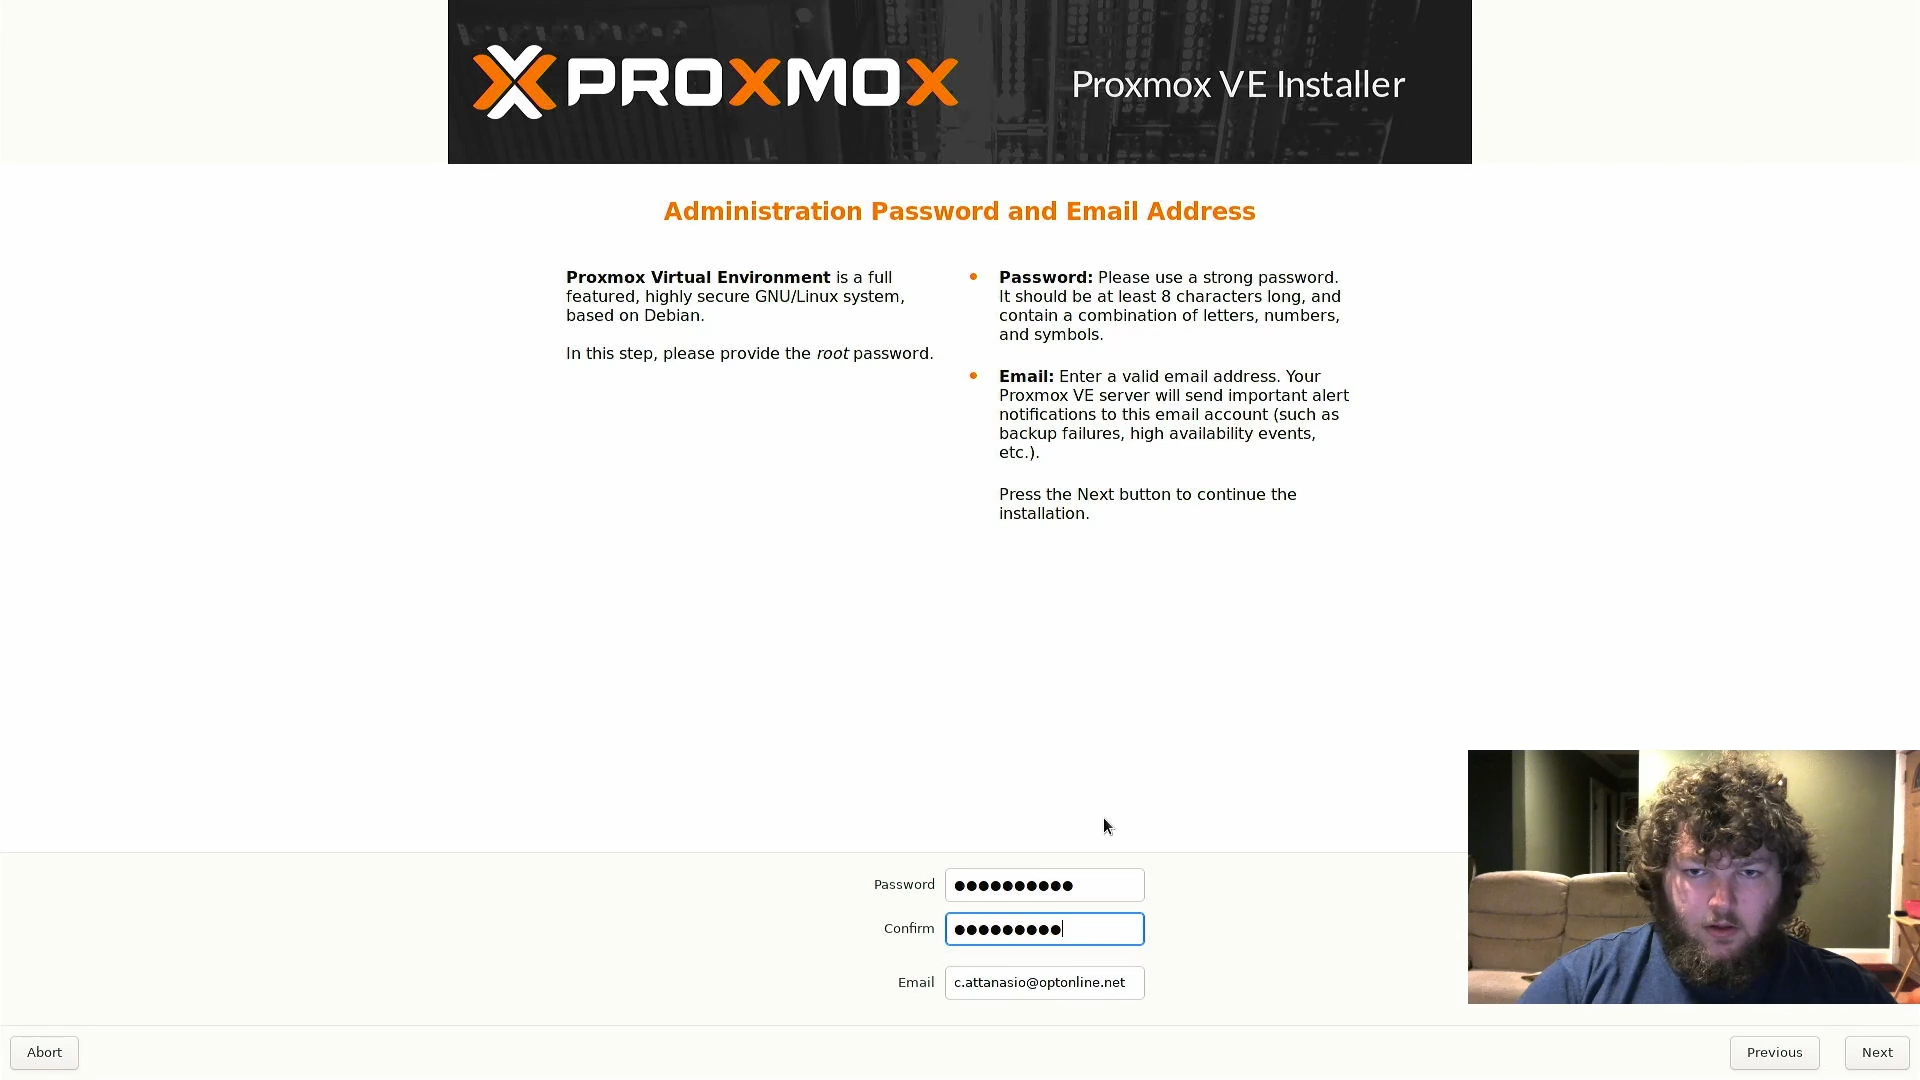 PROXMOX
Proxmox VE Installer
Administration Password and Email Address
Proxmox Virtual Environment is a full
featured, highly secure GNU/Linux system,
based on Debian.
In this step, please provide the root password.
Password: Please use a strong password.
It should be at least 8 characters long, and
contain a combination of letters, numbers,
and symbols.
Email: Enter a valid email address. Your
Proxmox VE server will send important alert
notifications to this email account (such as
backup failures, high availability events,
etc.).
Press the Next button to continue the
installation.
Password ●●●●●●●●●●
Confirm ●●●●●●●●●
Email c.attanasio@optonline.net
Abort
Previous
Next